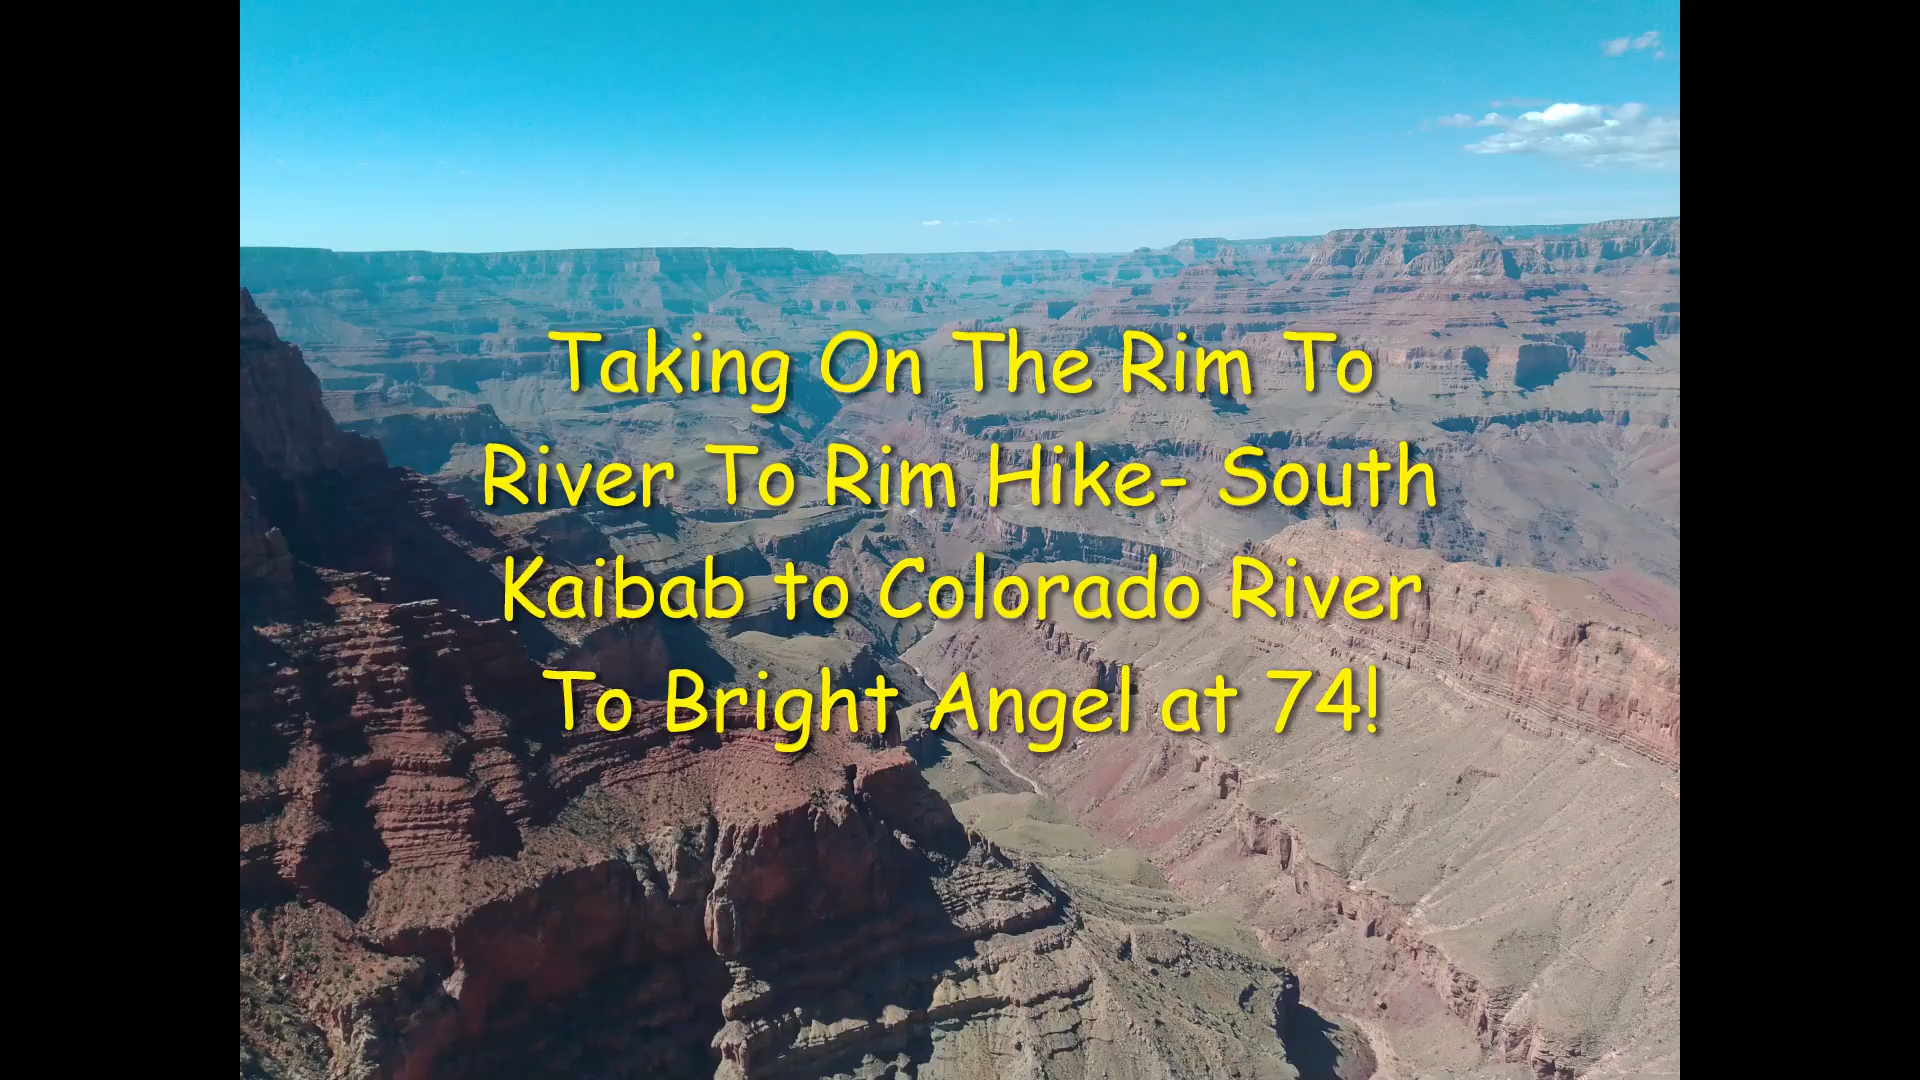 Taking On The Rim To
River To Rim Hike- South
Kaibab to Colorado River
To Bright Angel at 74!